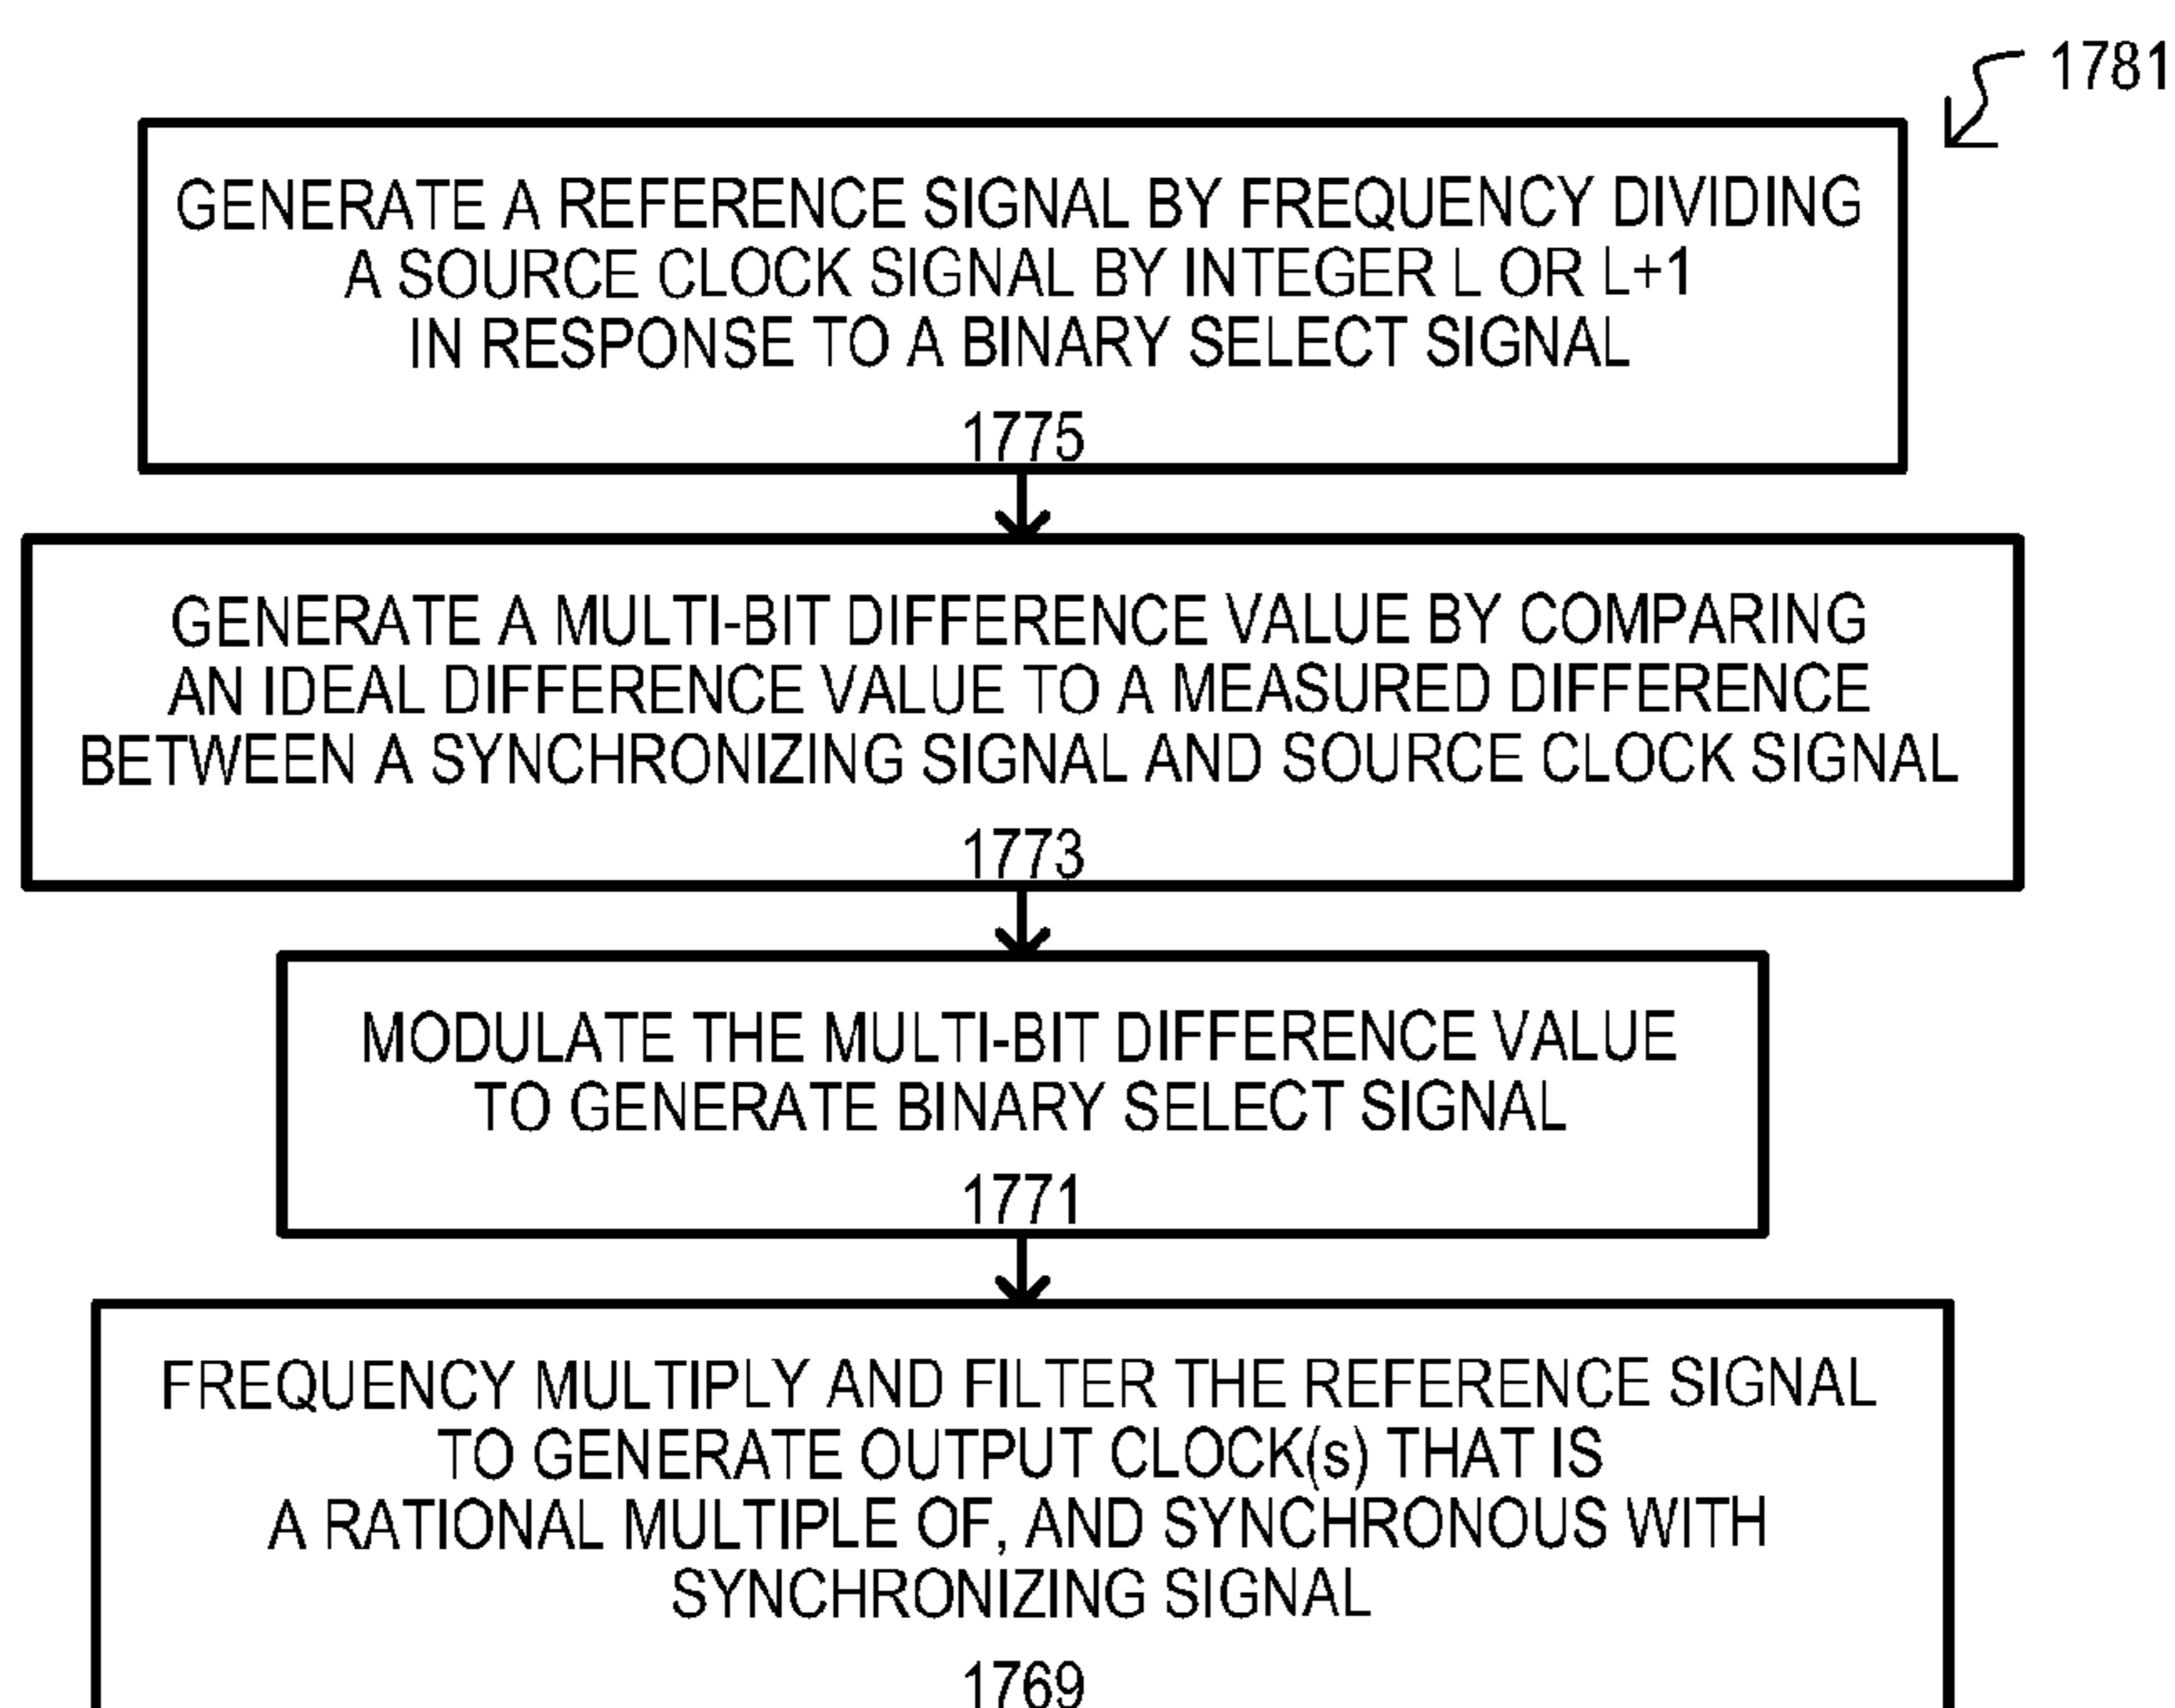 1781
GENERATE A REFERENCE SIGNAL BY FREQUENCY DIVIDING
A SOURCE CLOCK SIGNAL BY INTEGER L OR L+1
IN RESPONSE TO A BINARY SELECT SIGNAL
1775
GENERATE A MULTI-BIT DIFFERENCE VALUE BY COMPARING
AN IDEAL DIFFERENCE VALUE TO A MEASURED DIFFERENCE
BETWEEN A SYNCHRONIZING SIGNAL AND SOURCE CLOCK SIGNAL
1773
MODULATE THE MULTI-BIT DIFFERENCE VALUE
TO GENERATE BINARY SELECT SIGNAL
1771
FREQUENCY MULTIPLY AND FILTER THE REFERENCE SIGNAL
TO GENERATE OUTPUT CLOCK(s) THAT IS
A RATIONAL MULTIPLE OF, AND SYNCHRONOUS WITH
SYNCHRONIZING SIGNAL
1769